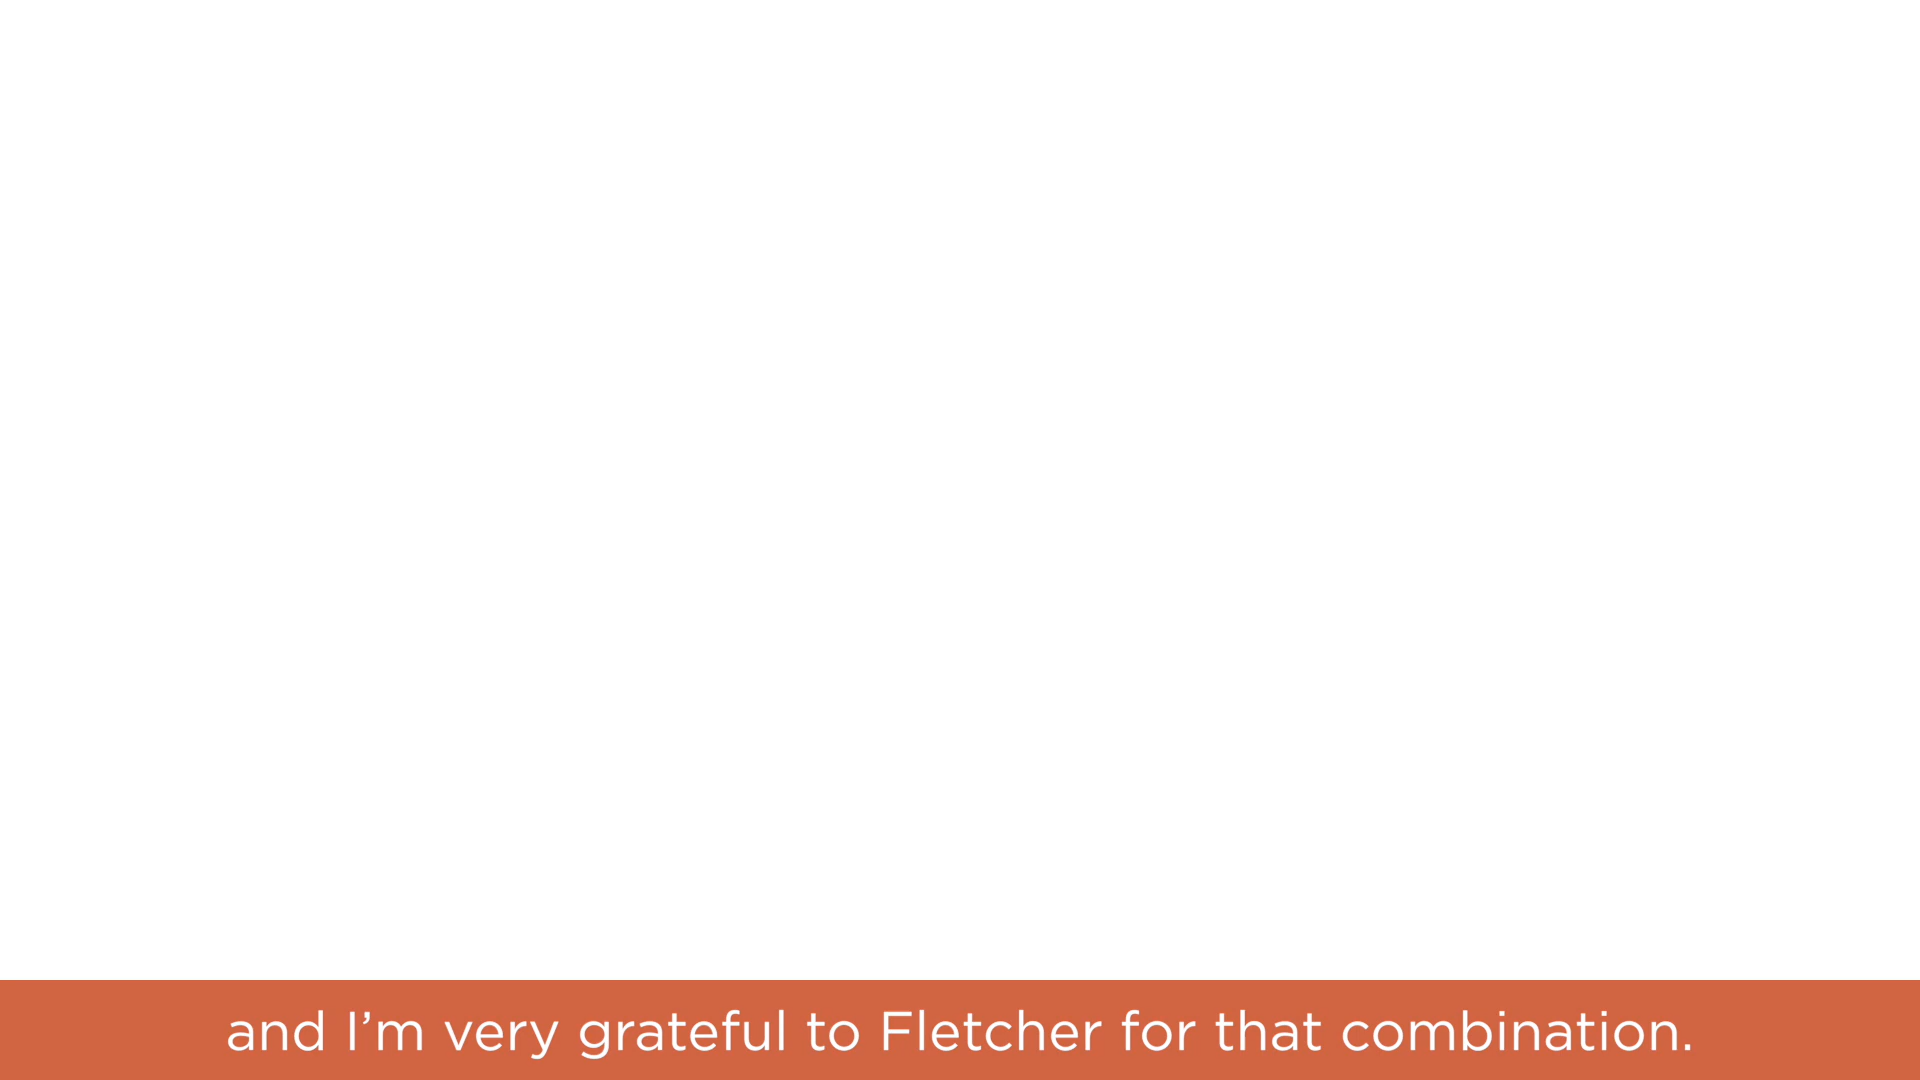 and I’m very grateful to Fletcher for that combination.